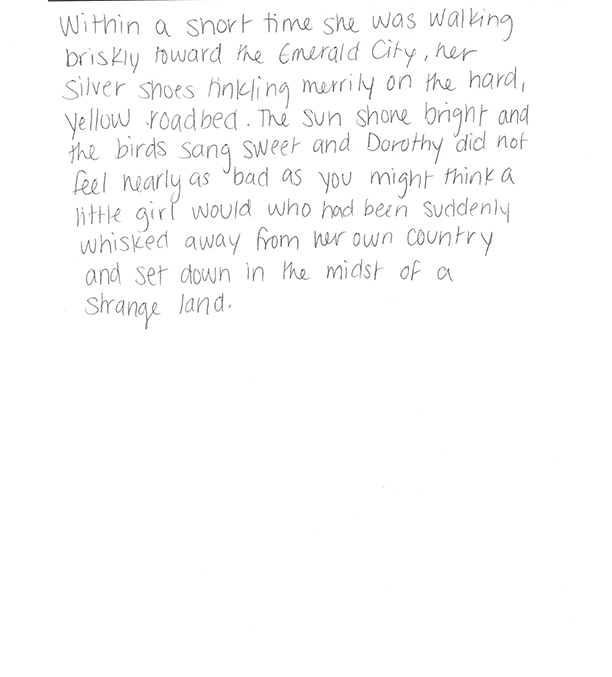 Within a short time she was walking
briskly toward the Emerald City, her
Silver shoes tinkling merrily on the hard,
yellow roadbed. The sun shone bright and
the birds sang sweet and Dorothy did not
feel nearly as bad as you might think a
little girl would who had been suddenly
whisked away from her own country
and set down in the midst of a
strange land.